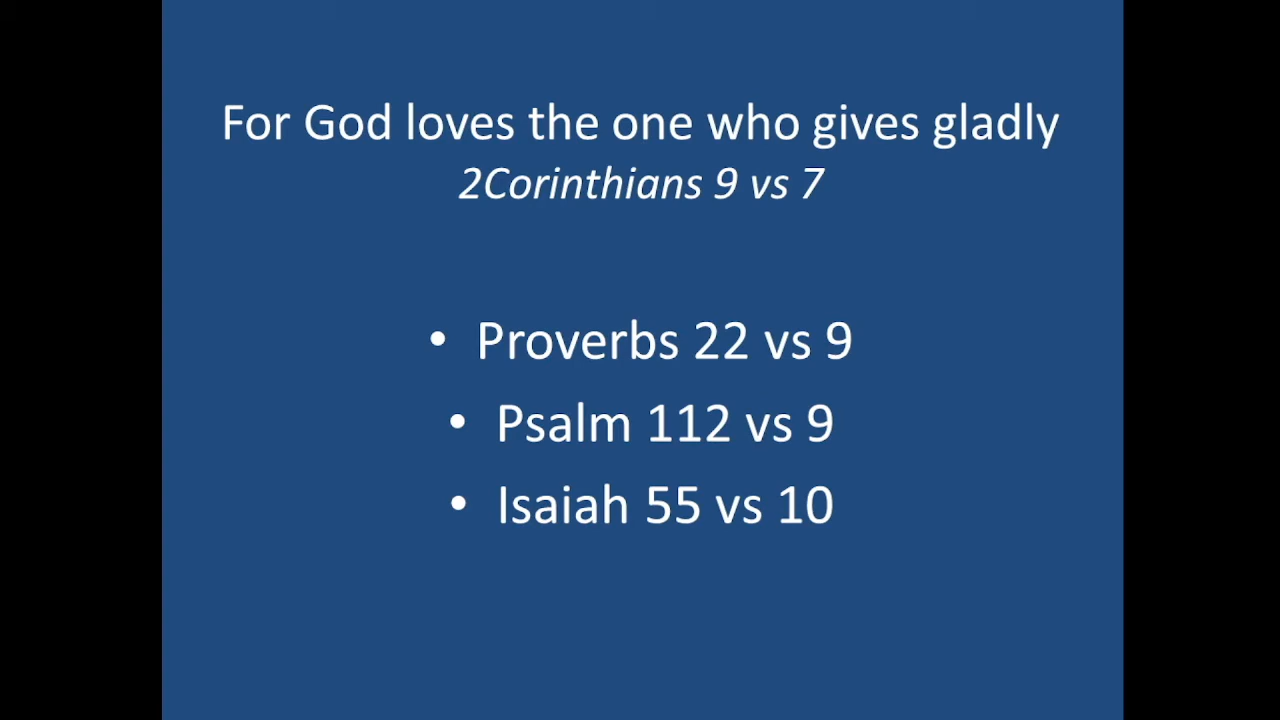 For God loves the one who gives gladly
2Corinthians 9 vs 7
• Proverbs 22 vs 9
• Psalm 112 vs 9
• Isaiah 55 vs 10